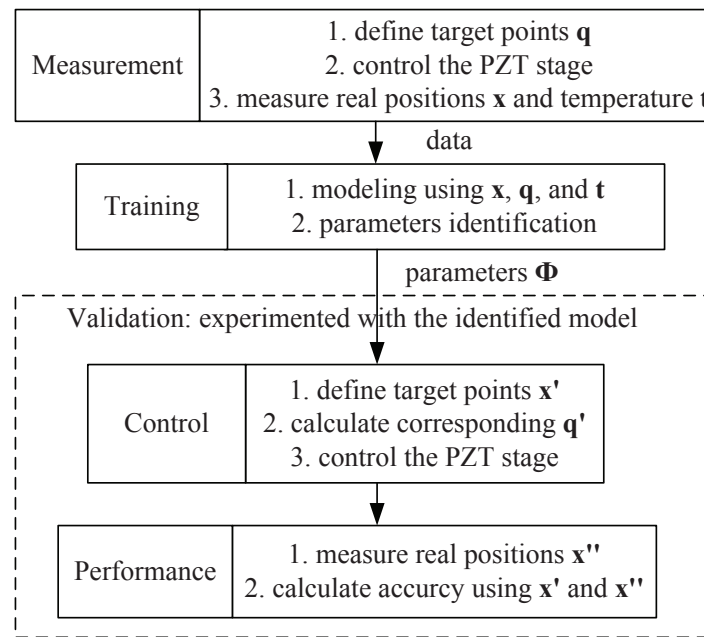 Measurement
1. define target points q
2. control the PZT stage
3. measure real positions x and temperature t
data
Training
1. modeling using x, q, and t
2. parameters identification
parameters Φ
Validation: experimented with the identified model
Control
1. define target points x'
2. calculate corresponding q'
3. control the PZT stage
Performance
1. measure real positions x''
2. calculate accurcy using x' and x''